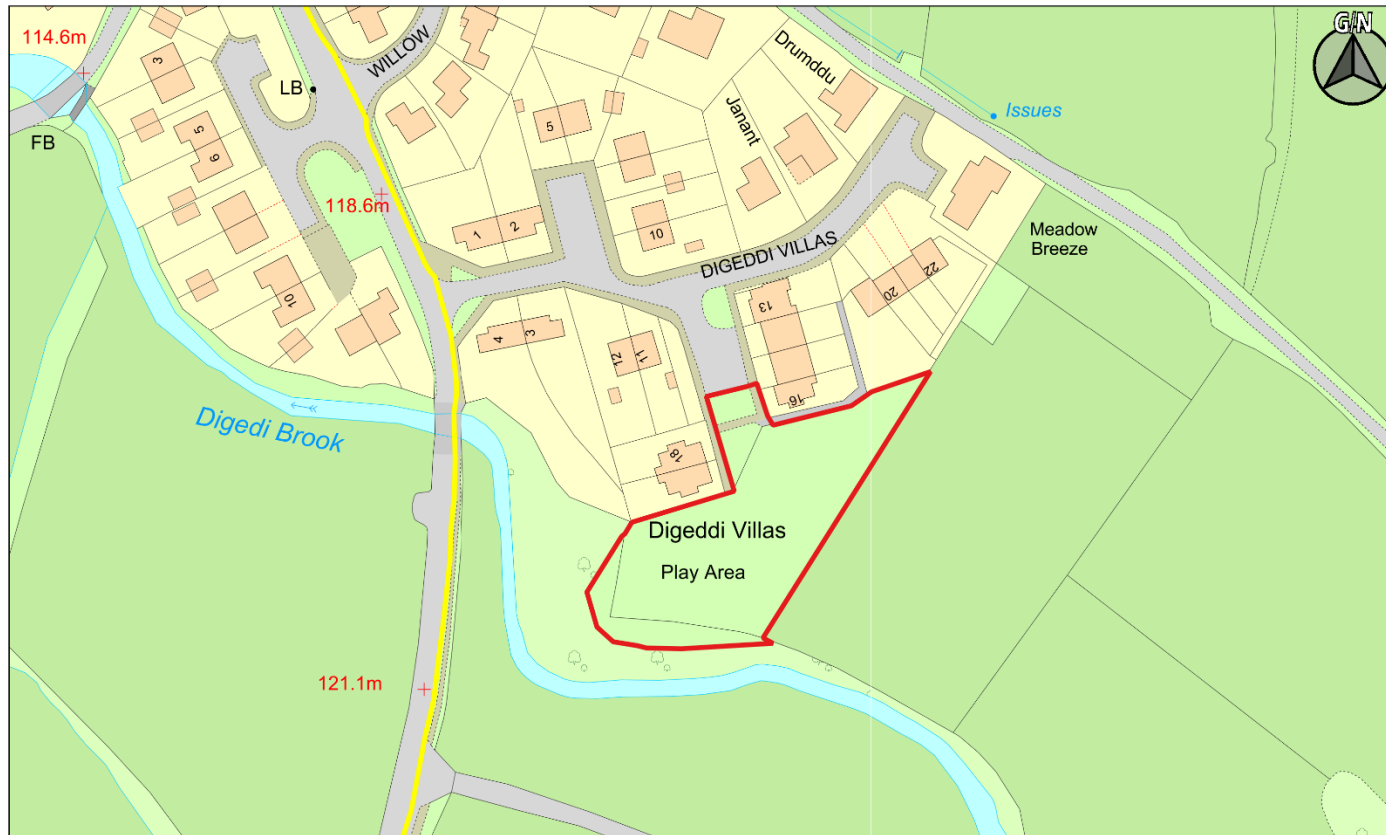 114.6m
3
WILLOW
Drumddu
G/N
LB
5
Janant
Issues
FB
5
6
118.6m
1
2
10
Meadow
Breeze
DIGEDDI VILLAS
22
20
10
13
4
3
12
11
16
Digedi Brook
18
Digeddi Villas
Play Area
121.1m